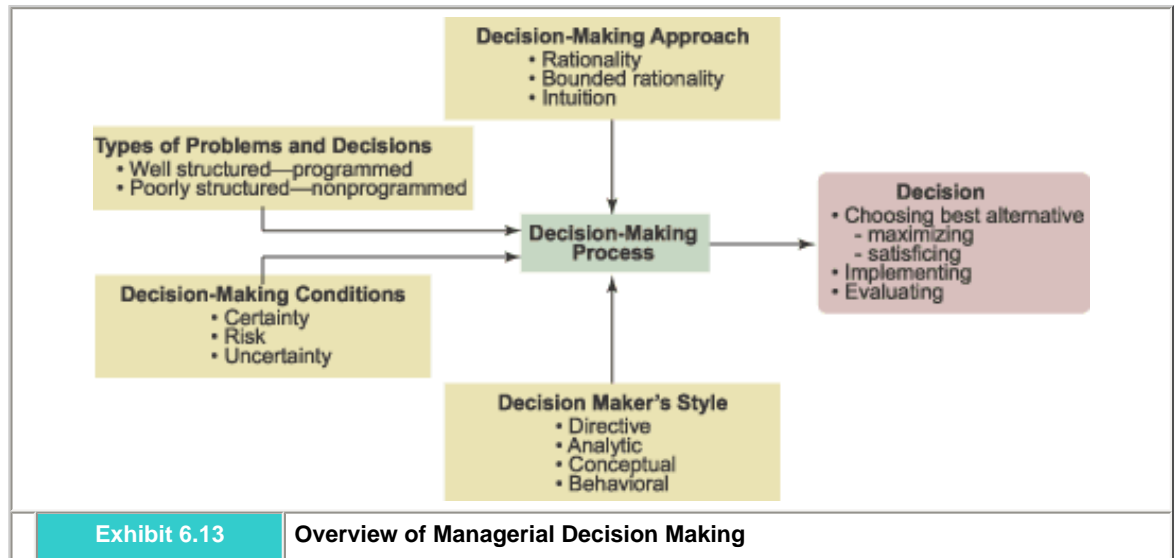 Decision-Making Approach
• Rationality
• Bounded rationality
• Intuition
Types of Problems and Decisions
• Well structured—programmed
• Poorly structured—nonprogrammed
Decision-Making
Process
Decision
• Choosing best alternative
- maximizing
- satisficing
• Implementing
• Evaluating
Decision-Making Conditions
• Certainty
• Risk
• Uncertainty
Decision Maker's Style
• Directive
• Analytic
• Conceptual
• Behavioral
Exhibit 6.13
Overview of Managerial Decision Making